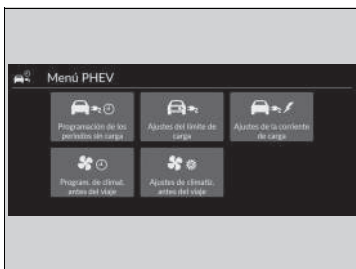 Menú PHEV
Programación de los
periodos sin carga
Ajustes del límite de
carga
Ajustes de la corriente
de carga
Program. de climat.
antes del viaje
Ajustes de climatiz.
antes del viaje